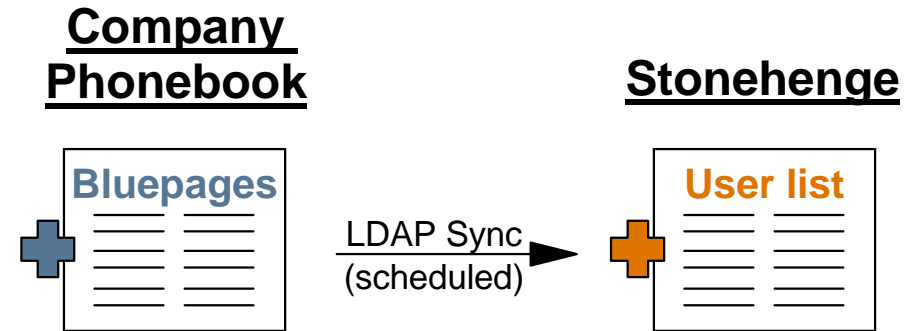 Company
Phonebook
Stonehenge
Bluepages
User list
LDAP Sync
(scheduled)